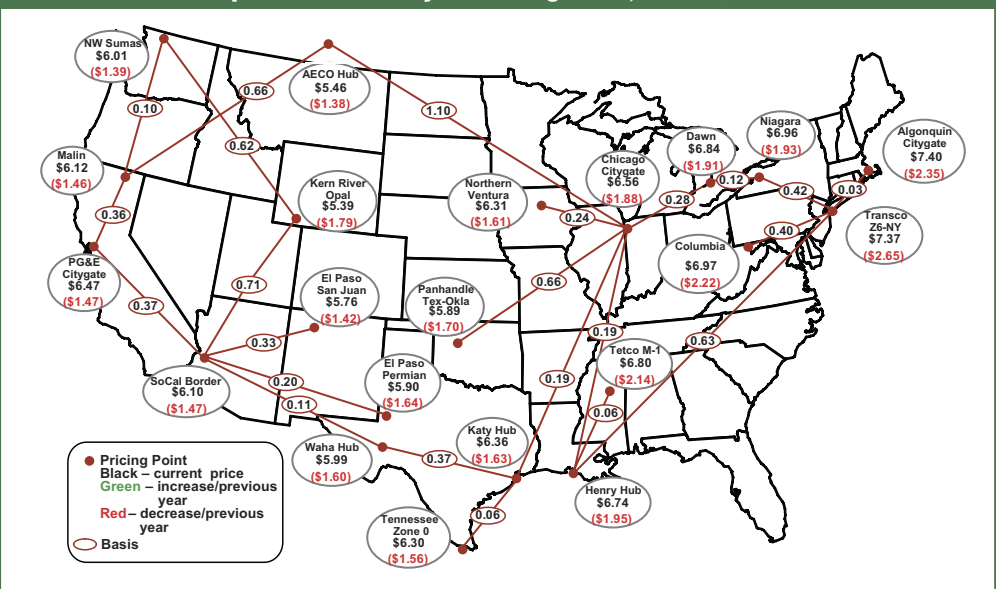 NW Sumas
$6.01
($1.39)
0.10
0.66
AECO Hub
$5.46
($1.38)
1.10
0.62
Malin
$6.12
($1.46)
0.36
Kern River
Opal
$5.39
($1.79)
Northern
Ventura
$6.31
($1.61)
0.24
Chicago
Citygate
$6.56
($1.88)
0.28
Dawn
$6.84
($1.91)
0.12
Niagara
$6.96
($1.93)
0.42
Algonquin
Citygate
$7.40
($2.35)
0.03
Transco
Z6-NY
$7.37
($2.65)
0.40
Columbia
$6.97
($2.22)
PG&E
Citygate
$6.47
($1.47)
0.37
0.71
El Paso
San Juan
$5.76
($1.42)
0.33
Panhandle
Tex-Okla
$5.89
($1.70)
0.66
0.19
0.63
Tetco M-1
$6.80
($2.14)
0.06
SoCal Border
$6.10
($1.47)
0.20
0.11
El Paso
Permian
$5.90
($1.64)
0.19
Waha Hub
$5.99
($1.60)
0.37
Katy Hub
$6.36
($1.63)
0.06
Henry Hub
$6.74
($1.95)
Tennessee
Zone 0
$6.30
($1.56)
Pricing Point
Black – current price
Green – increase/previous
year
Red – decrease/previous
year
Basis